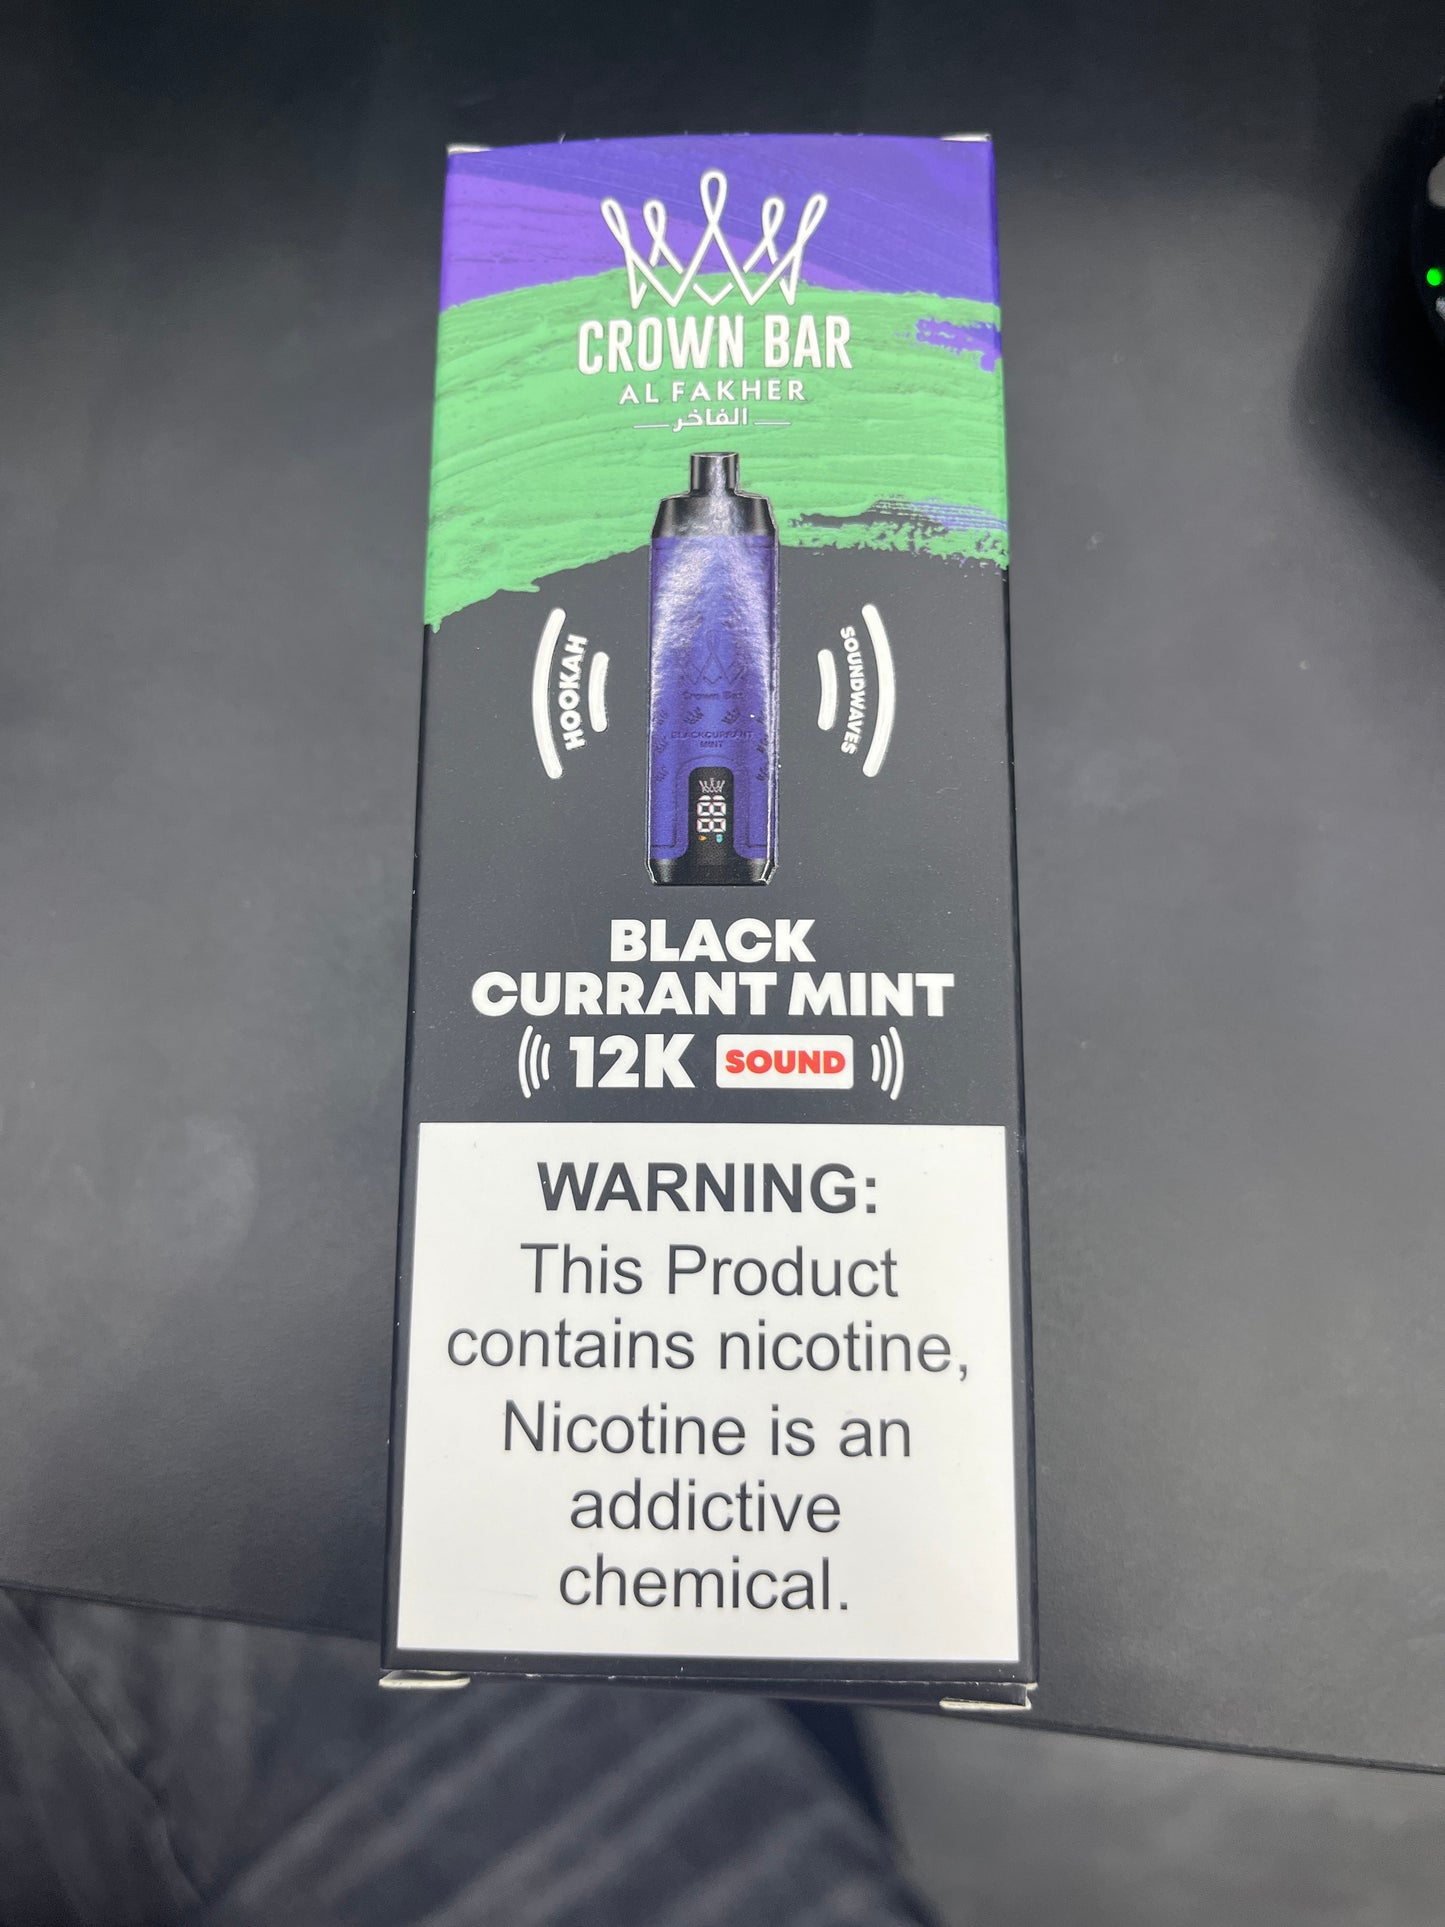 CROWN BAR
AL FAKHER
الفاخر
HOOKAH
SOUNDWAVES
Crown Bar
BLACKCURRANT
MINT
88
BLACK
CURRANT MINT
12K SOUND
WARNING:
This Product
contains nicotine,
Nicotine is an
addictive
chemical.